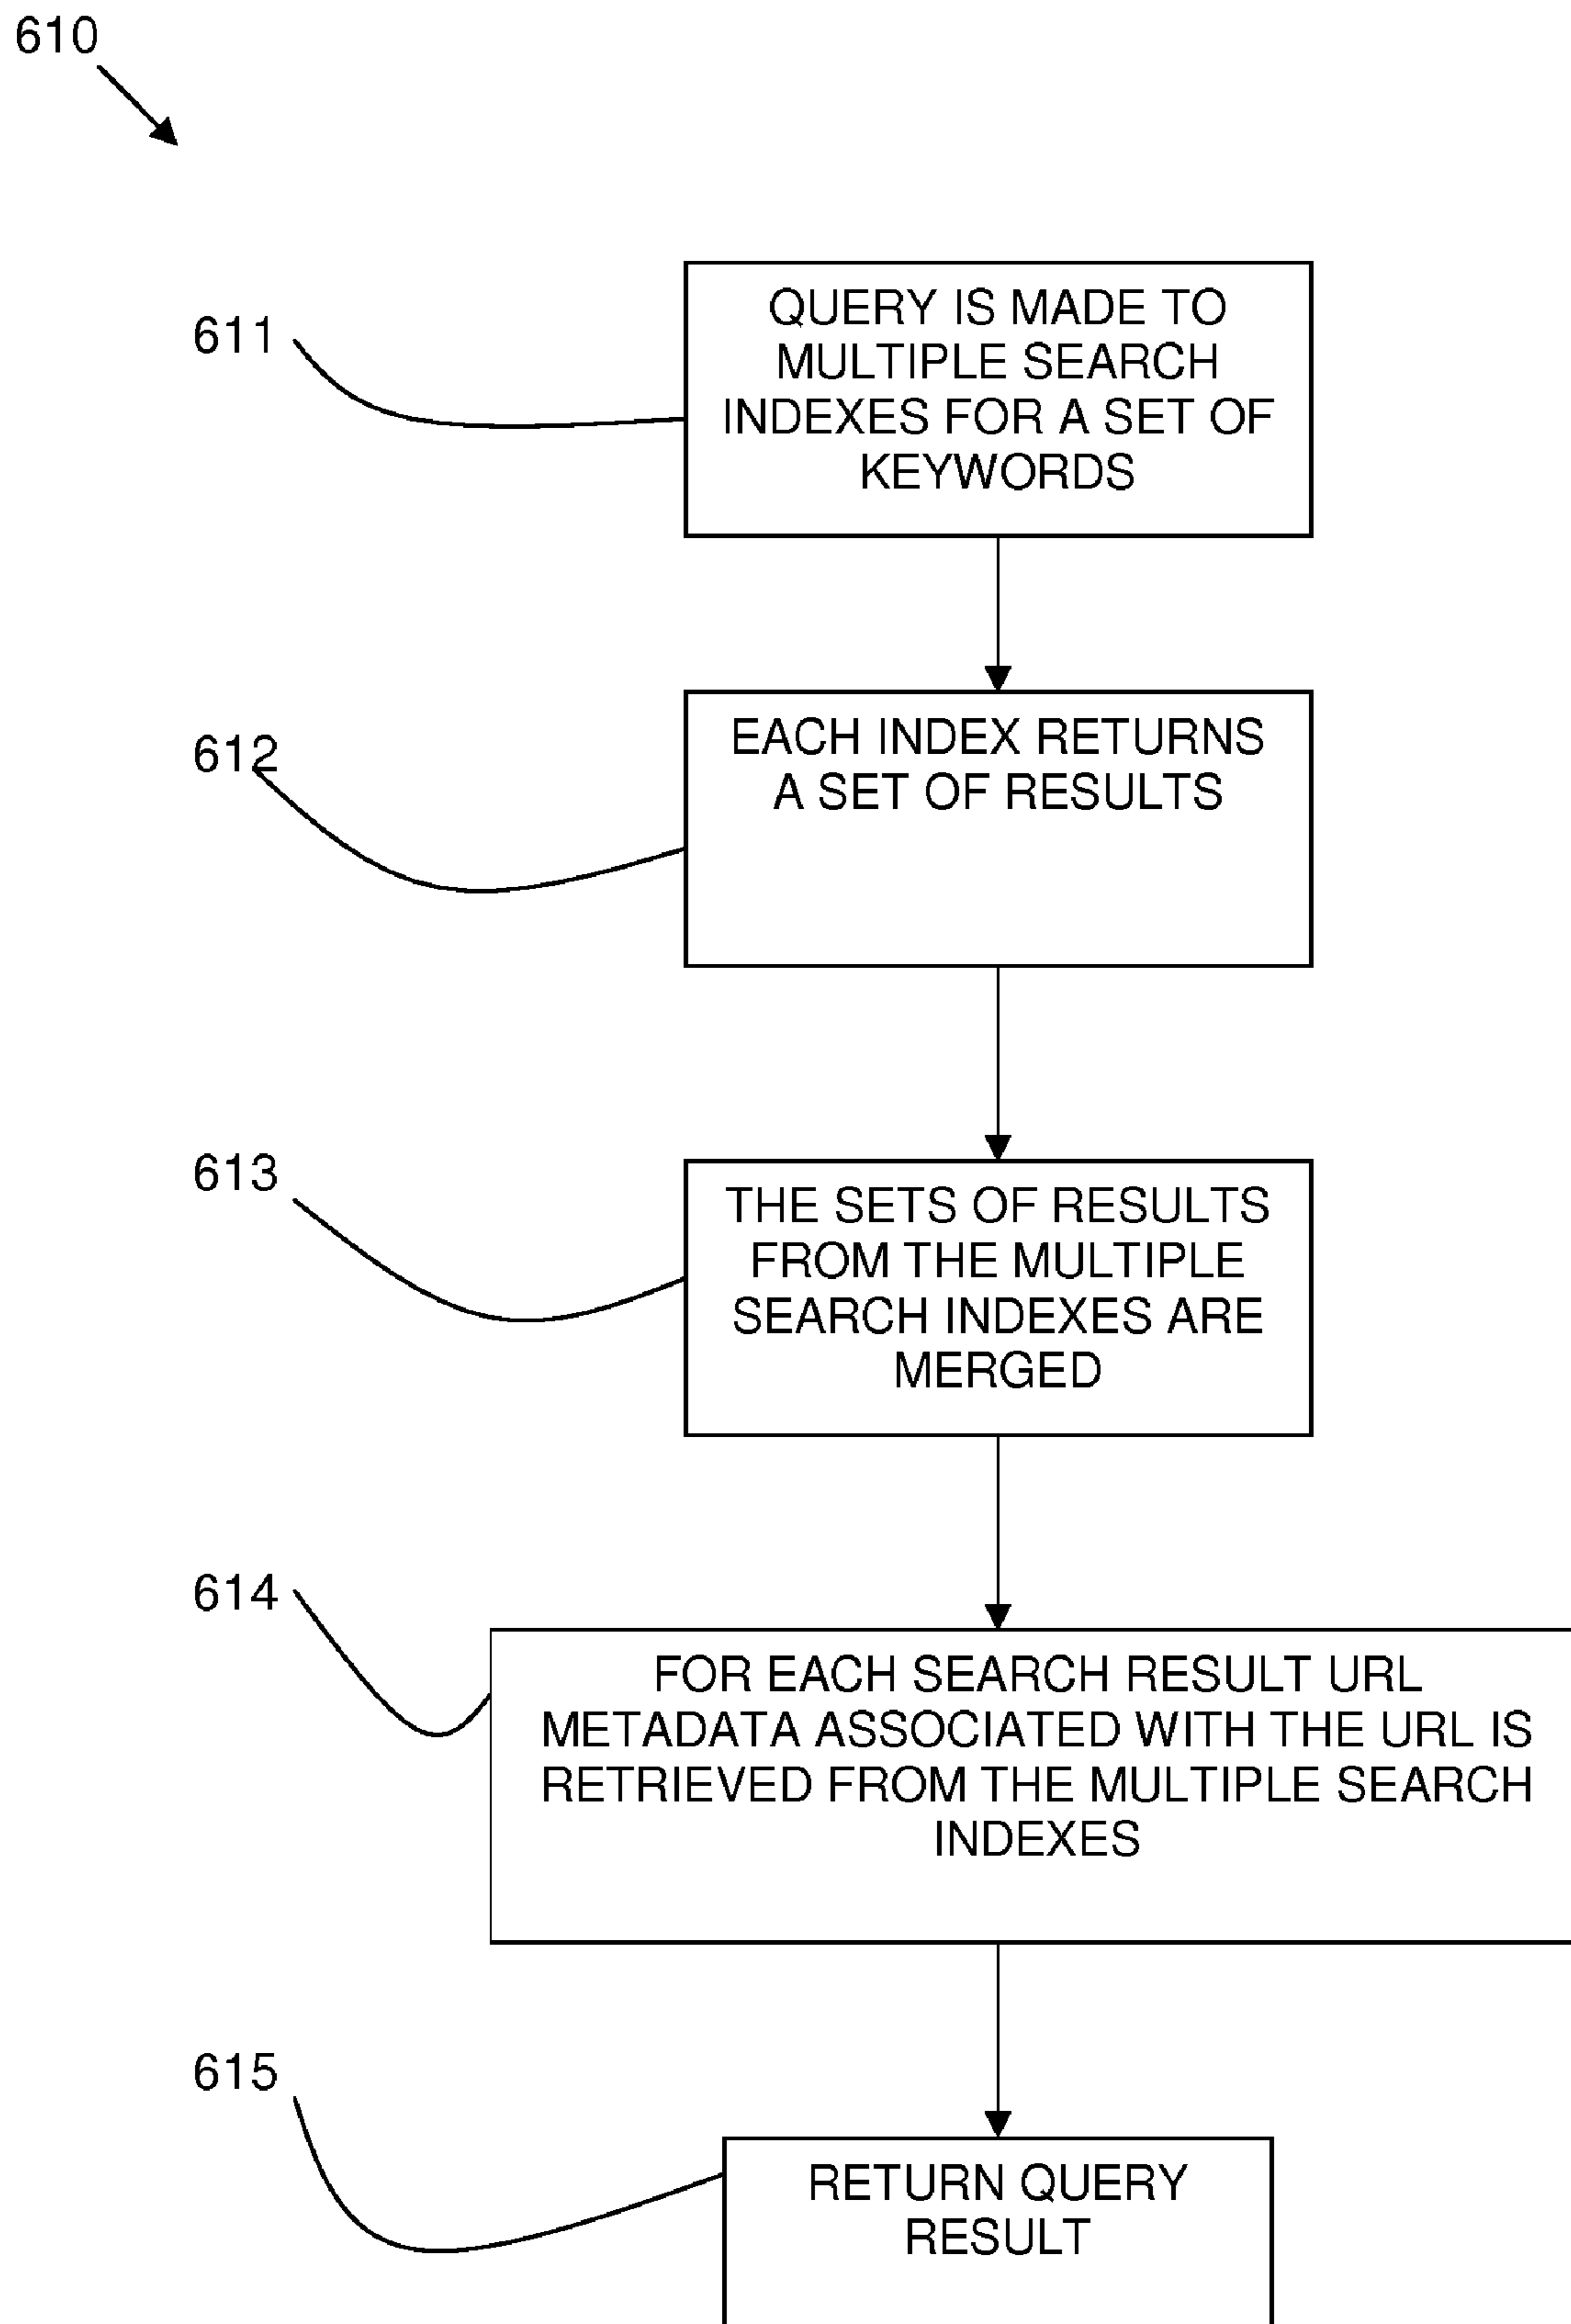 610
611
QUERY IS MADE TO
MULTIPLE SEARCH
INDEXES FOR A SET OF
KEYWORDS
612
EACH INDEX RETURNS
A SET OF RESULTS
613
THE SETS OF RESULTS
FROM THE MULTIPLE
SEARCH INDEXES ARE
MERGED
614
FOR EACH SEARCH RESULT URL
METADATA ASSOCIATED WITH THE URL IS
RETRIEVED FROM THE MULTIPLE SEARCH
INDEXES
615
RETURN QUERY
RESULT